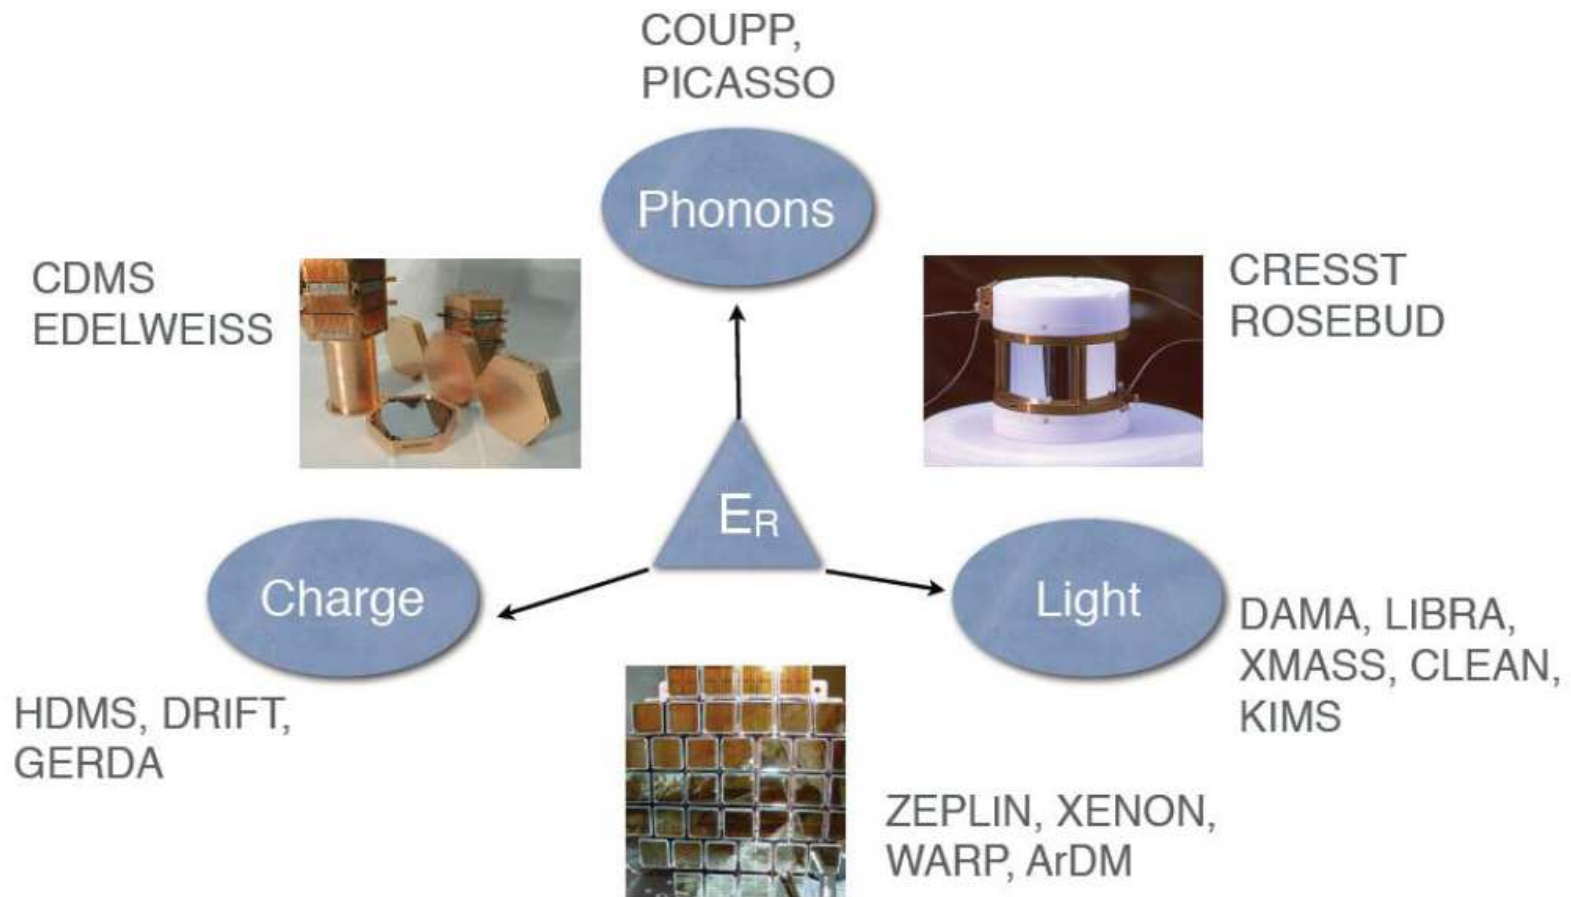 COUPP,
PICASSO
Phonons
CDMS
EDELWEISS
CRESST
ROSEBUD
ER
Charge
Light
HDMS, DRIFT,
GERDA
DAMA, LIBRA,
XMASS, CLEAN,
KIMS
ZEPLIN, XENON,
WARP, ArDM